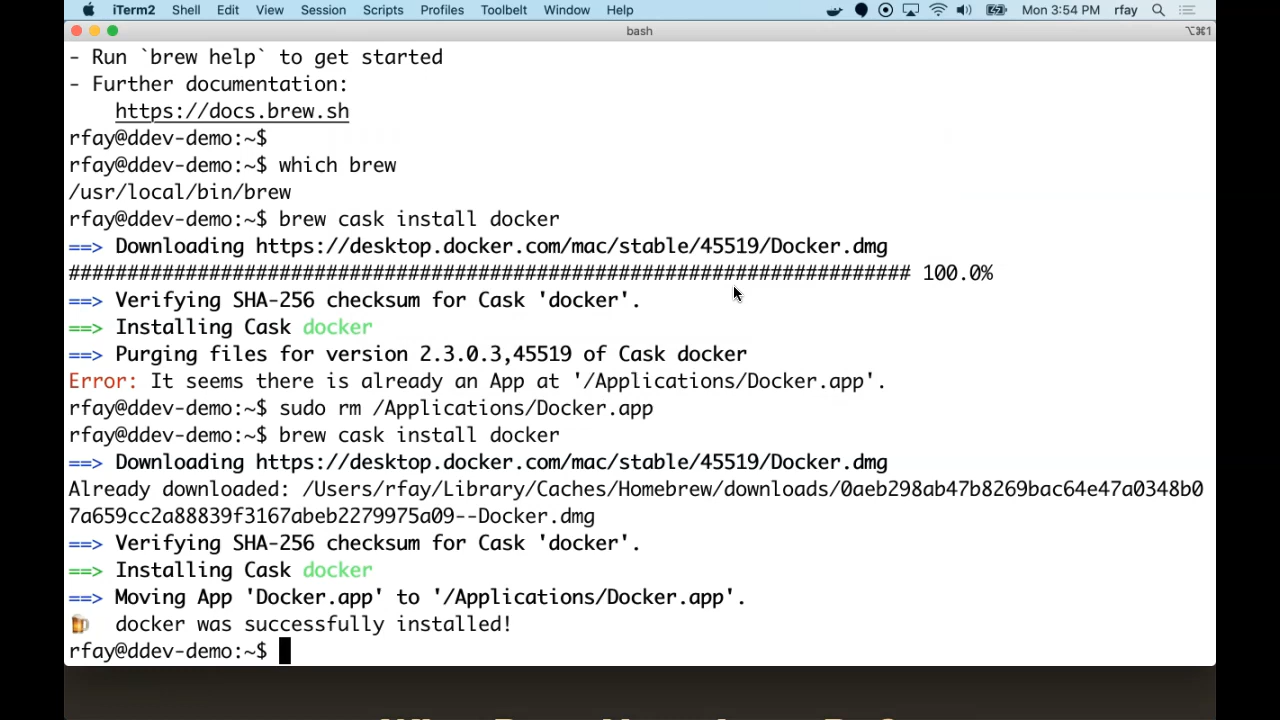 iTerm2 Shell Edit View Session Scripts Profiles Toolbelt Window Help Mon 3:54 PM rfay
bash ⌥⌘1
- Run `brew help` to get started
- Further documentation:
https://docs.brew.sh
rfay@ddev-demo:~$
rfay@ddev-demo:~$ which brew
/usr/local/bin/brew
rfay@ddev-demo:~$ brew cask install docker
==> Downloading https://desktop.docker.com/mac/stable/45519/Docker.dmg
######################################################################## 100.0%
==> Verifying SHA-256 checksum for Cask 'docker'.
==> Installing Cask docker
==> Purging files for version 2.3.0.3,45519 of Cask docker
Error: It seems there is already an App at '/Applications/Docker.app'.
rfay@ddev-demo:~$ sudo rm /Applications/Docker.app
rfay@ddev-demo:~$ brew cask install docker
==> Downloading https://desktop.docker.com/mac/stable/45519/Docker.dmg
Already downloaded: /Users/rfay/Library/Caches/Homebrew/downloads/0aeb298ab47b8269bac64e47a0348b0
7a659cc2a88839f3167abeb2279975a09--Docker.dmg
==> Verifying SHA-256 checksum for Cask 'docker'.
==> Installing Cask docker
==> Moving App 'Docker.app' to '/Applications/Docker.app'.
🍺 docker was successfully installed!
rfay@ddev-demo:~$